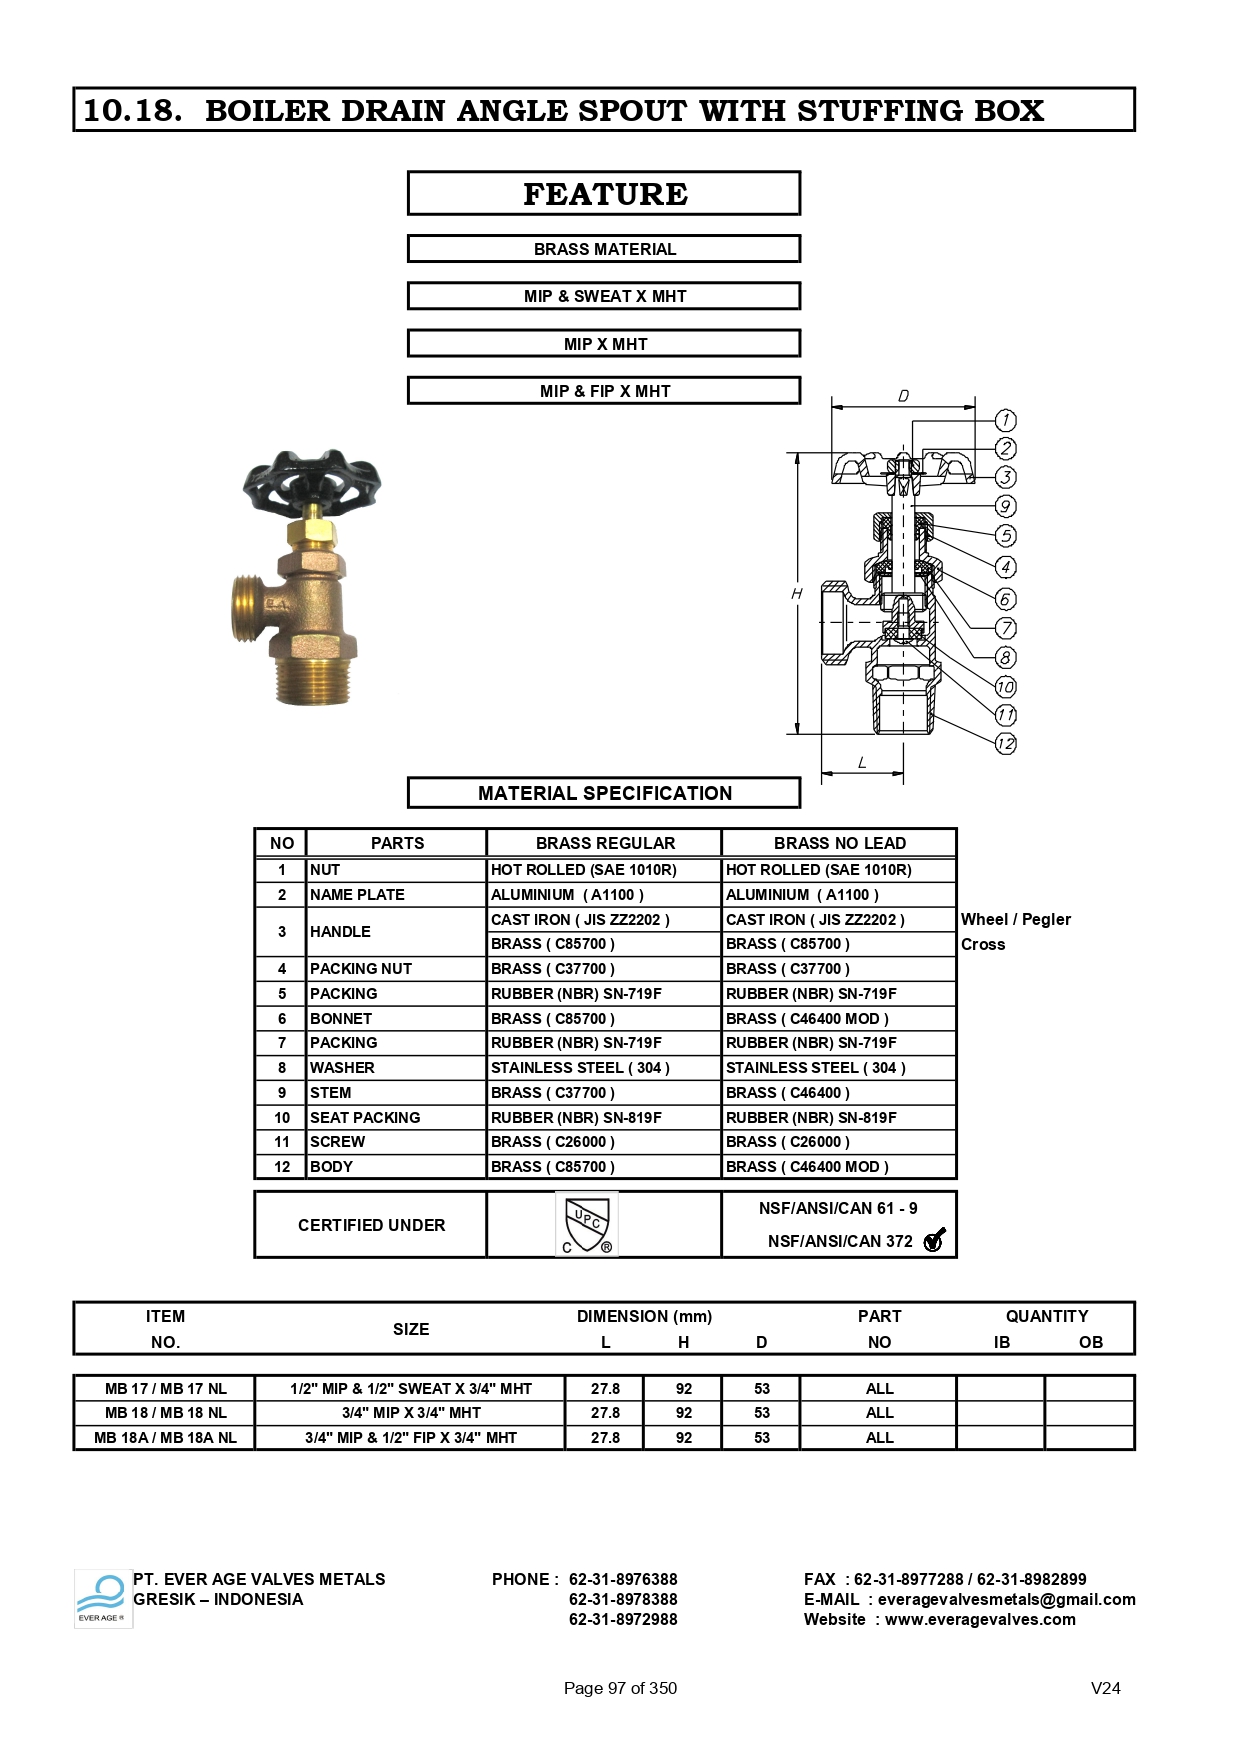 10.18. BOILER DRAIN ANGLE SPOUT WITH STUFFING BOX
FEATURE
BRASS MATERIAL
MIP & SWEAT X MHT
MIP X MHT
MIP & FIP X MHT
D
1
2
3
9
5
4
H
6
7
8
10
11
12
L
E.A.
MATERIAL SPECIFICATION
NO PARTS BRASS REGULAR BRASS NO LEAD
1 NUT HOT ROLLED (SAE 1010R) HOT ROLLED (SAE 1010R)
2 NAME PLATE ALUMINIUM ( A1100 ) ALUMINIUM ( A1100 )
3 HANDLE CAST IRON ( JIS ZZ2202 ) CAST IRON ( JIS ZZ2202 ) Wheel / Pegler
BRASS ( C85700 ) BRASS ( C85700 ) Cross
4 PACKING NUT BRASS ( C37700 ) BRASS ( C37700 )
5 PACKING RUBBER (NBR) SN-719F RUBBER (NBR) SN-719F
6 BONNET BRASS ( C85700 ) BRASS ( C46400 MOD )
7 PACKING RUBBER (NBR) SN-719F RUBBER (NBR) SN-719F
8 WASHER STAINLESS STEEL ( 304 ) STAINLESS STEEL ( 304 )
9 STEM BRASS ( C37700 ) BRASS ( C46400 )
10 SEAT PACKING RUBBER (NBR) SN-819F RUBBER (NBR) SN-819F
11 SCREW BRASS ( C26000 ) BRASS ( C26000 )
12 BODY BRASS ( C85700 ) BRASS ( C46400 MOD )
CERTIFIED UNDER
UPC
C ®
NSF/ANSI/CAN 61 - 9
NSF/ANSI/CAN 372
ITEM SIZE DIMENSION (mm) PART QUANTITY
NO. L H D NO IB OB
MB 17 / MB 17 NL 1/2" MIP & 1/2" SWEAT X 3/4" MHT 27.8 92 53 ALL
MB 18 / MB 18 NL 3/4" MIP X 3/4" MHT 27.8 92 53 ALL
MB 18A / MB 18A NL 3/4" MIP & 1/2" FIP X 3/4" MHT 27.8 92 53 ALL
EVER AGE ®
PT. EVER AGE VALVES METALS PHONE : 62-31-8976388 FAX : 62-31-8977288 / 62-31-8982899
GRESIK – INDONESIA 62-31-8978388 E-MAIL : everagevalvesmetals@gmail.com
62-31-8972988 Website : www.everagevalves.com
Page 97 of 350 V24